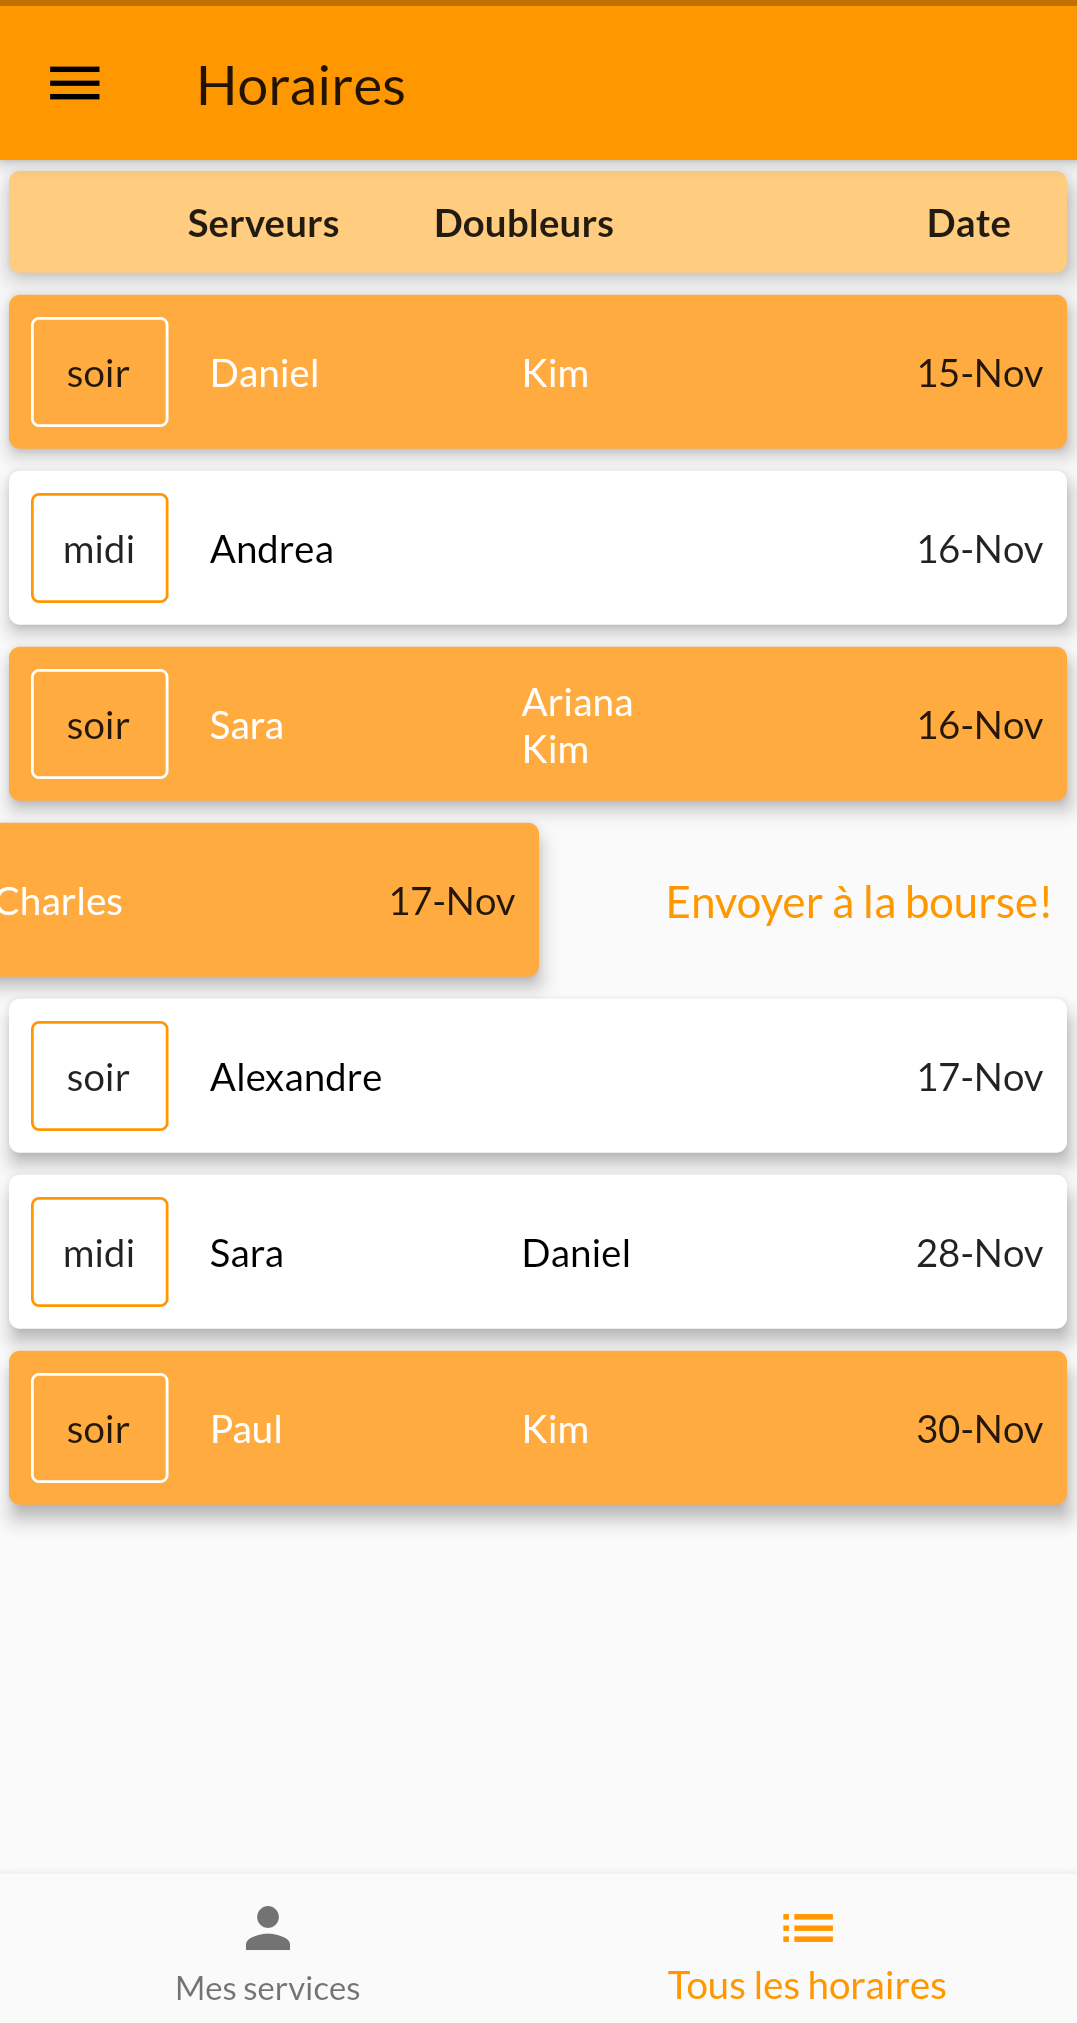 Horaires
Serveurs Doubleurs Date
soir Daniel Kim 15-Nov
midi Andrea 16-Nov
soir Sara Ariana Kim 16-Nov
Charles 17-Nov Envoyer à la bourse!
soir Alexandre 17-Nov
midi Sara Daniel 28-Nov
soir Paul Kim 30-Nov
Mes services Tous les horaires